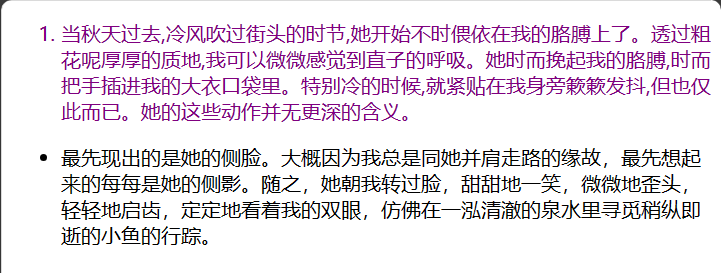 1. 当秋天过去,冷风吹过街头的时节,她开始不时偎依在我的胳膊上了。透过粗
花呢厚厚的质地,我可以微微感觉到直子的呼吸。她时而挽起我的胳膊,时而
把手插进我的大衣口袋里。特别冷的时候,就紧贴在我身旁簌簌发抖,但也仅
此而已。她的这些动作并无更深的含义。
• 最先现出的是她的侧脸。大概因为我总是同她并肩走路的缘故，最先想起
来的每每是她的侧影。随之，她朝我转过脸，甜甜地一笑，微微地歪头，
轻轻地启齿，定定地看着我的双眼，仿佛在一泓清澈的泉水里寻觅稍纵即
逝的小鱼的行踪。